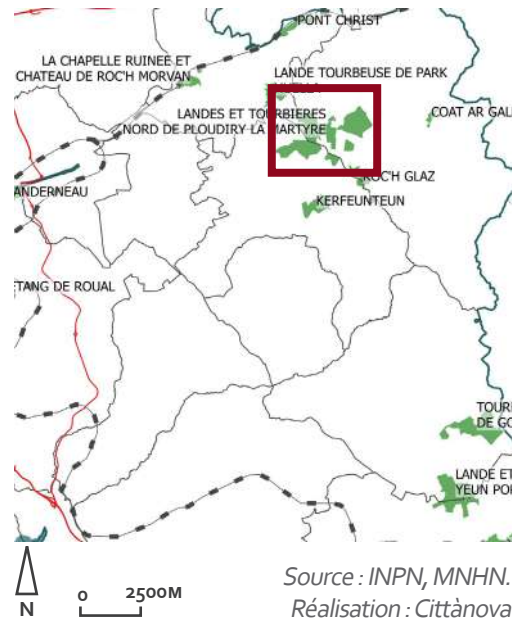 PONT CHRIST
LA CHAPELLE RUINEE ET
CHATEAU DE ROC'H MORVAN
LANDE TOURBEUSE DE PARK
LANDES ET TOURBIERES
NORD DE PLOUDIRY LA MARTYRE
COAT AR GAL
ROC'H GLAZ
ANDERNEAU
KERFEUNTEUN
ETANG DE ROUAL
TOUR
DE GO
LANDE ET
YEUN PO
N
0 2500M
Source : INPN, MNHN.
Réalisation : Cittànova